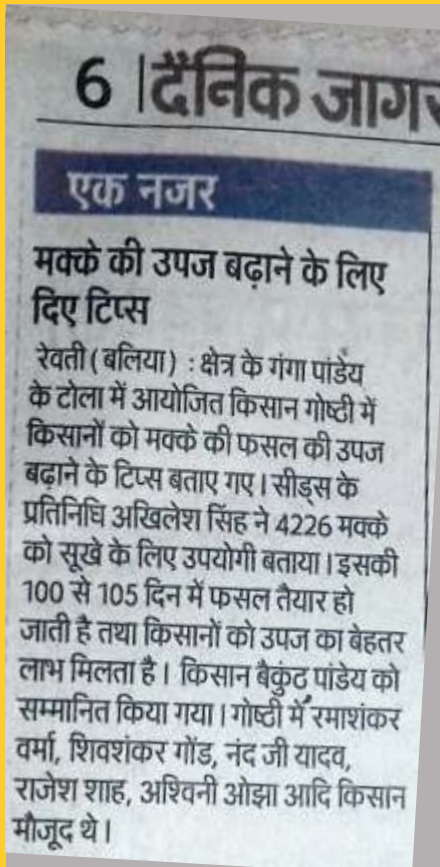 6 |दैनिक जागर
एक नजर
मक्के की उपज बढ़ाने के लिए
दिए टिप्स
रेवती ( बलिया ) : क्षेत्र के गंगा पांडेय
के टोला में आयोजित किसान गोष्ठी में
किसानों को मक्के की फसल की उपज
बढ़ाने के टिप्स बताए गए। सीड्स के
प्रतिनिधि अखिलेश सिंह ने 4226 मक्के
को सूखे के लिए उपयोगी बताया। इसकी
100 से 105 दिन में फसल तैयार हो
जाती है तथा किसानों को उपज का बेहतर
लाभ मिलता है। किसान बैकुंठ पांडेय को
सम्मानित किया गया। गोष्ठी में रमाशंकर
वर्मा, शिवशंकर गोंड, नंद जी यादव,
राजेश शाह, अश्विनी ओझा आदि किसान
मौजूद थे।